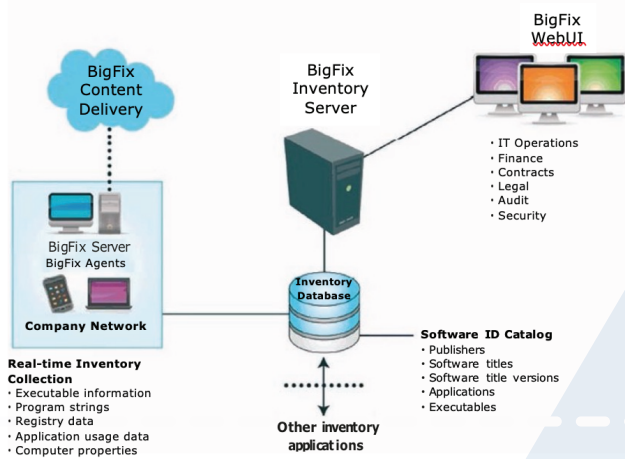 BigFix
Content
Delivery
BigFix
Inventory
Server
BigFix
WebUI
· IT Operations
· Finance
· Contracts
· Legal
· Audit
· Security
BigFix Server
BigFix Agents
Company Network
Inventory
Database
Real-time Inventory
Collection
· Executable information
· Program strings
· Registry data
· Application usage data
· Computer properties
Software ID Catalog
· Publishers
· Software titles
· Software title versions
· Applications
· Executables
Other inventory
applications